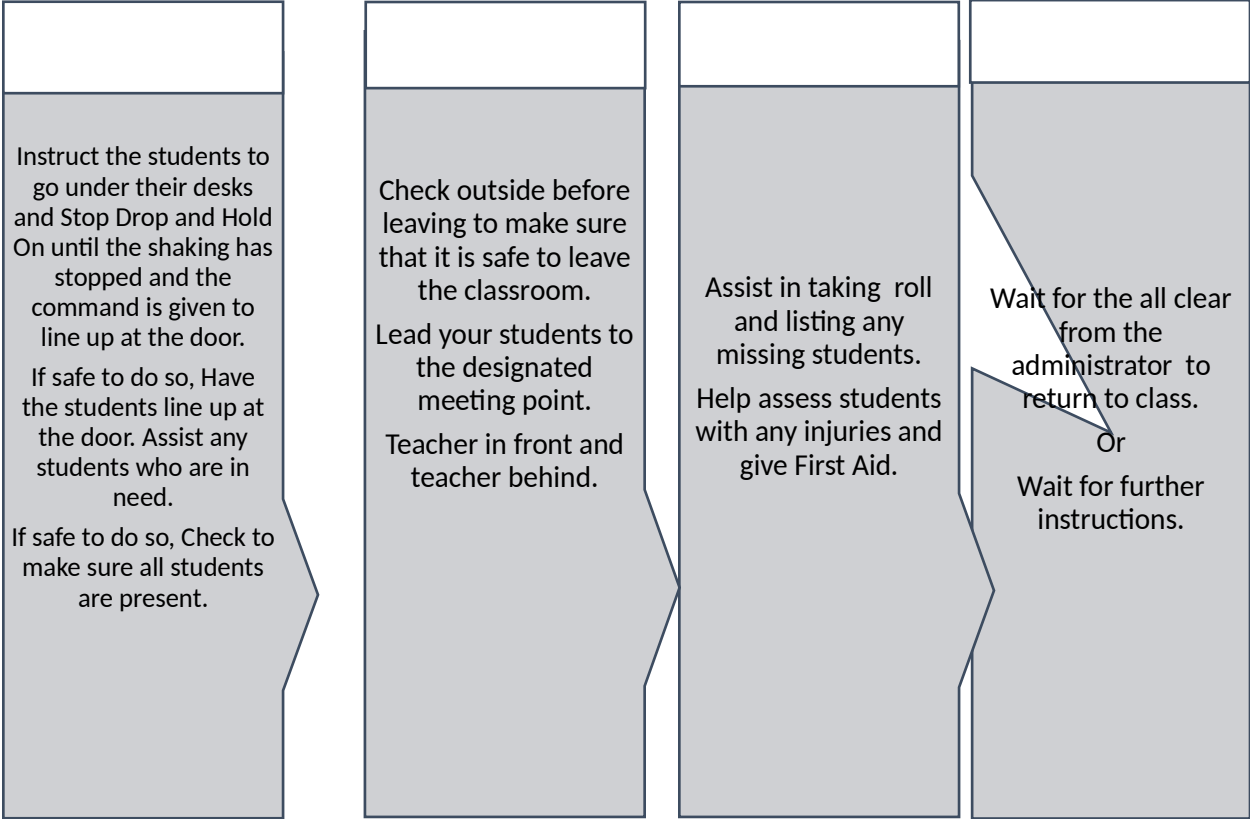 Instruct the students to
go under their desks
and Stop Drop and Hold
On until the shaking has
stopped and the
command is given to
line up at the door.
If safe to do so, Have
the students line up at
the door. Assist any
students who are in
need.
If safe to do so, Check to
make sure all students
are present.
Check outside before
leaving to make sure
that it is safe to leave
the classroom.
Lead your students to
the designated
meeting point.
Teacher in front and
teacher behind.
Assist in taking  roll
and listing any
missing students.
Help assess students
with any injuries and
give First Aid.
Wait for the all clear
from the
administrator  to
return to class.
Or
Wait for further
instructions.